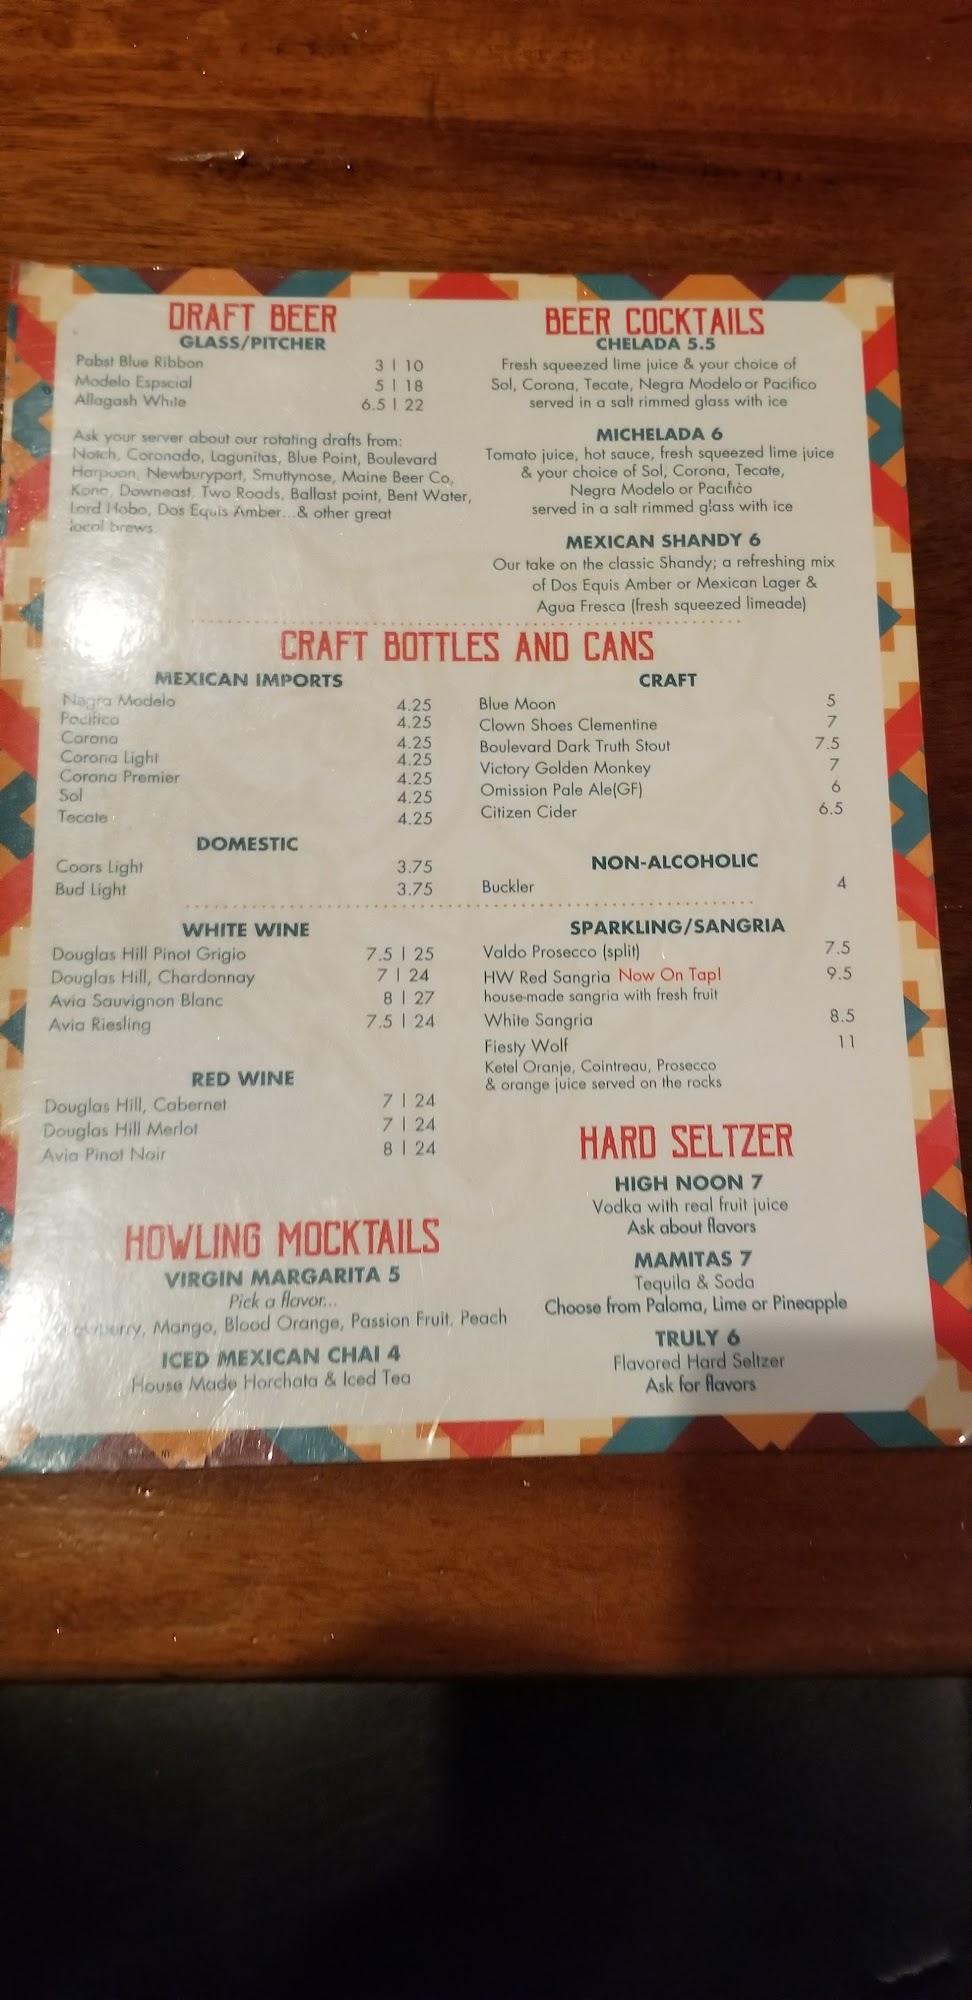 DRAFT BEER
GLASS/PITCHER
Pabst Blue Ribbon 3 | 10
Modelo Espacial 5 | 18
Allagash White 6.5 | 22
Ask your server about our rotating drafts from:
Notch, Coronado, Lagunitas, Blue Point, Boulevard
Harpoon, Newburyport, Smuttynose, Maine Beer Co,
Kona, Downeast, Two Roads, Ballast point, Bent Water,
Lord Hobo, Dos Equis Amber...& other great
local brews.
BEER COCKTAILS
CHELADA 5.5
Fresh squeezed lime juice & your choice of
Sol, Corona, Tecate, Negra Modelo or Pacifico
served in a salt rimmed glass with ice
MICHELADA 6
Tomato juice, hot sauce, fresh squeezed lime juice
& your choice of Sol, Corona, Tecate,
Negra Modelo or Pacifico
served in a salt rimmed glass with ice
MEXICAN SHANDY 6
Our take on the classic Shandy; a refreshing mix
of Dos Equis Amber or Mexican Lager &
Agua Fresca (fresh squeezed limeade)
CRAFT BOTTLES AND CANS
MEXICAN IMPORTS
Negra Modelo 4.25
Pacifico 4.25
Corona 4.25
Corona Light 4.25
Corona Premier 4.25
Sol 4.25
Tecate 4.25
DOMESTIC
Coors Light 3.75
Bud Light 3.75
CRAFT
Blue Moon 5
Clown Shoes Clementine 7
Boulevard Dark Truth Stout 7.5
Victory Golden Monkey 7
Omission Pale Ale(GF) 6
Citizen Cider 6.5
NON-ALCOHOLIC
Buckler 4
WHITE WINE
Douglas Hill Pinot Grigio 7.5 | 25
Douglas Hill, Chardonnay 7 | 24
Avia Sauvignon Blanc 8 | 27
Avia Riesling 7.5 | 24
RED WINE
Douglas Hill, Cabernet 7 | 24
Douglas Hill Merlot 7 | 24
Avia Pinot Noir 8 | 24
SPARKLING/SANGRIA
Valdo Prosecco (split) 7.5
HW Red Sangria Now On Tap! 9.5
house-made sangria with fresh fruit
White Sangria 8.5
Fiesty Wolf 11
Ketel Oranje, Cointreau, Prosecco
& orange juice served on the rocks
HOWLING MOCKTAILS
VIRGIN MARGARITA 5
Pick a flavor...
Mango, Blood Orange, Passion Fruit, Peach
ICED MEXICAN CHAI 4
House Made Horchata & Iced Tea
HARD SELTZER
HIGH NOON 7
Vodka with real fruit juice
Ask about flavors
MAMITAS 7
Tequila & Soda
Choose from Paloma, Lime or Pineapple
TRULY 6
Flavored Hard Seltzer
Ask for flavors